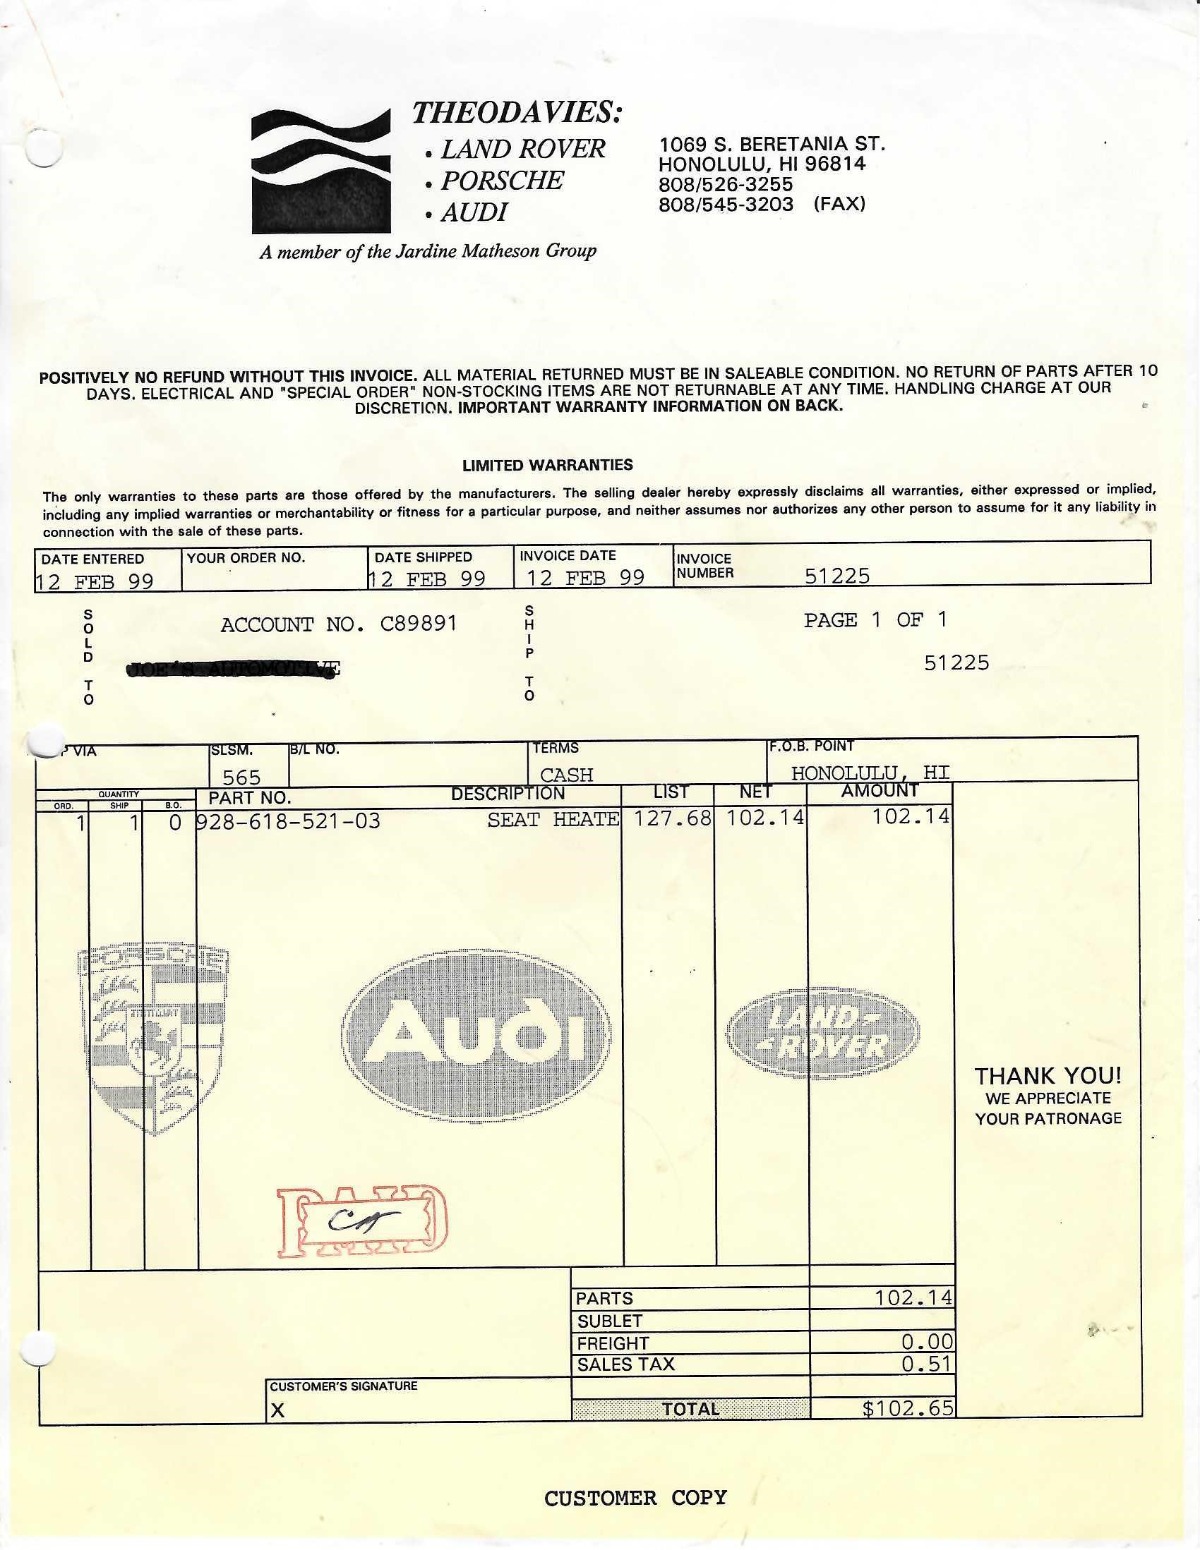 THEODAVIES:
• LAND ROVER
• PORSCHE
• AUDI
A member of the Jardine Matheson Group
1069 S. BERETANIA ST.
HONOLULU, HI 96814
808/526-3255
808/545-3203 (FAX)
POSITIVELY NO REFUND WITHOUT THIS INVOICE. ALL MATERIAL RETURNED MUST BE IN SALEABLE CONDITION. NO RETURN OF PARTS AFTER 10
DAYS. ELECTRICAL AND "SPECIAL ORDER" NON-STOCKING ITEMS ARE NOT RETURNABLE AT ANY TIME. HANDLING CHARGE AT OUR
DISCRETION. IMPORTANT WARRANTY INFORMATION ON BACK.
LIMITED WARRANTIES
The only warranties to these parts are those offered by the manufacturers. The selling dealer hereby expressly disclaims all warranties, either expressed or implied,
including any implied warranties or merchantability or fitness for a particular purpose, and neither assumes nor authorizes any other person to assume for it any liability in
connection with the sale of these parts.
DATE ENTERED YOUR ORDER NO. DATE SHIPPED INVOICE DATE INVOICE NUMBER
12 FEB 99 12 FEB 99 12 FEB 99 51225
SOLD TO ACCOUNT NO. C89891 SHIP TO PAGE 1 OF 1
JOE'S AUTOMOTIVE 51225
P VIA SLSM. B/L NO. TERMS F.O.B. POINT
565 CASH HONOLULU, HI
QUANTITY PART NO. DESCRIPTION LIST NET AMOUNT
ORD. SHIP B.O.
1 1 0 928-618-521-03 SEAT HEATE 127.68 102.14 102.14
PORSCHE
STUTTGART
Audi
LAND-
ROVER
THANK YOU!
WE APPRECIATE
YOUR PATRONAGE
PAID
CA
PARTS 102.14
SUBLET
FREIGHT 0.00
SALES TAX 0.51
CUSTOMER'S SIGNATURE
X
TOTAL $102.65
CUSTOMER COPY